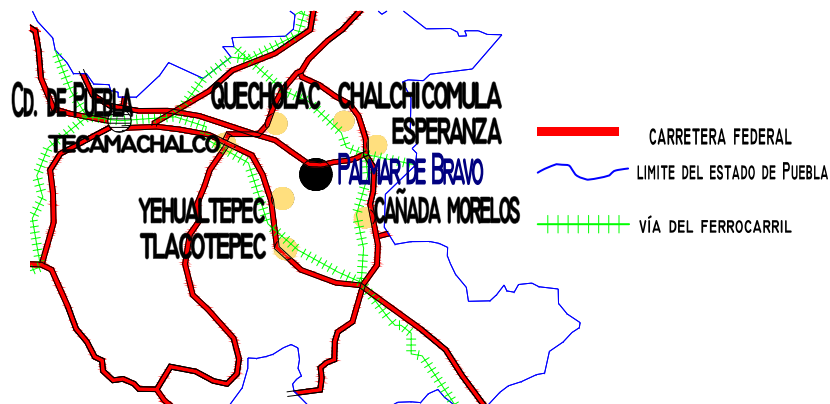 CD. DE PUEBLA
QUECHOLAC
CHALCHICOMULA
ESPERANZA
TECAMACHALCO
PALMAR DE BRAVO
YEHUALTEPEC
CAÑADA MORELOS
TLACOTEPEC
CARRETERA FEDERAL
LIMITE DEL ESTADO DE PUEBLA
VÍA DEL FERROCARRIL